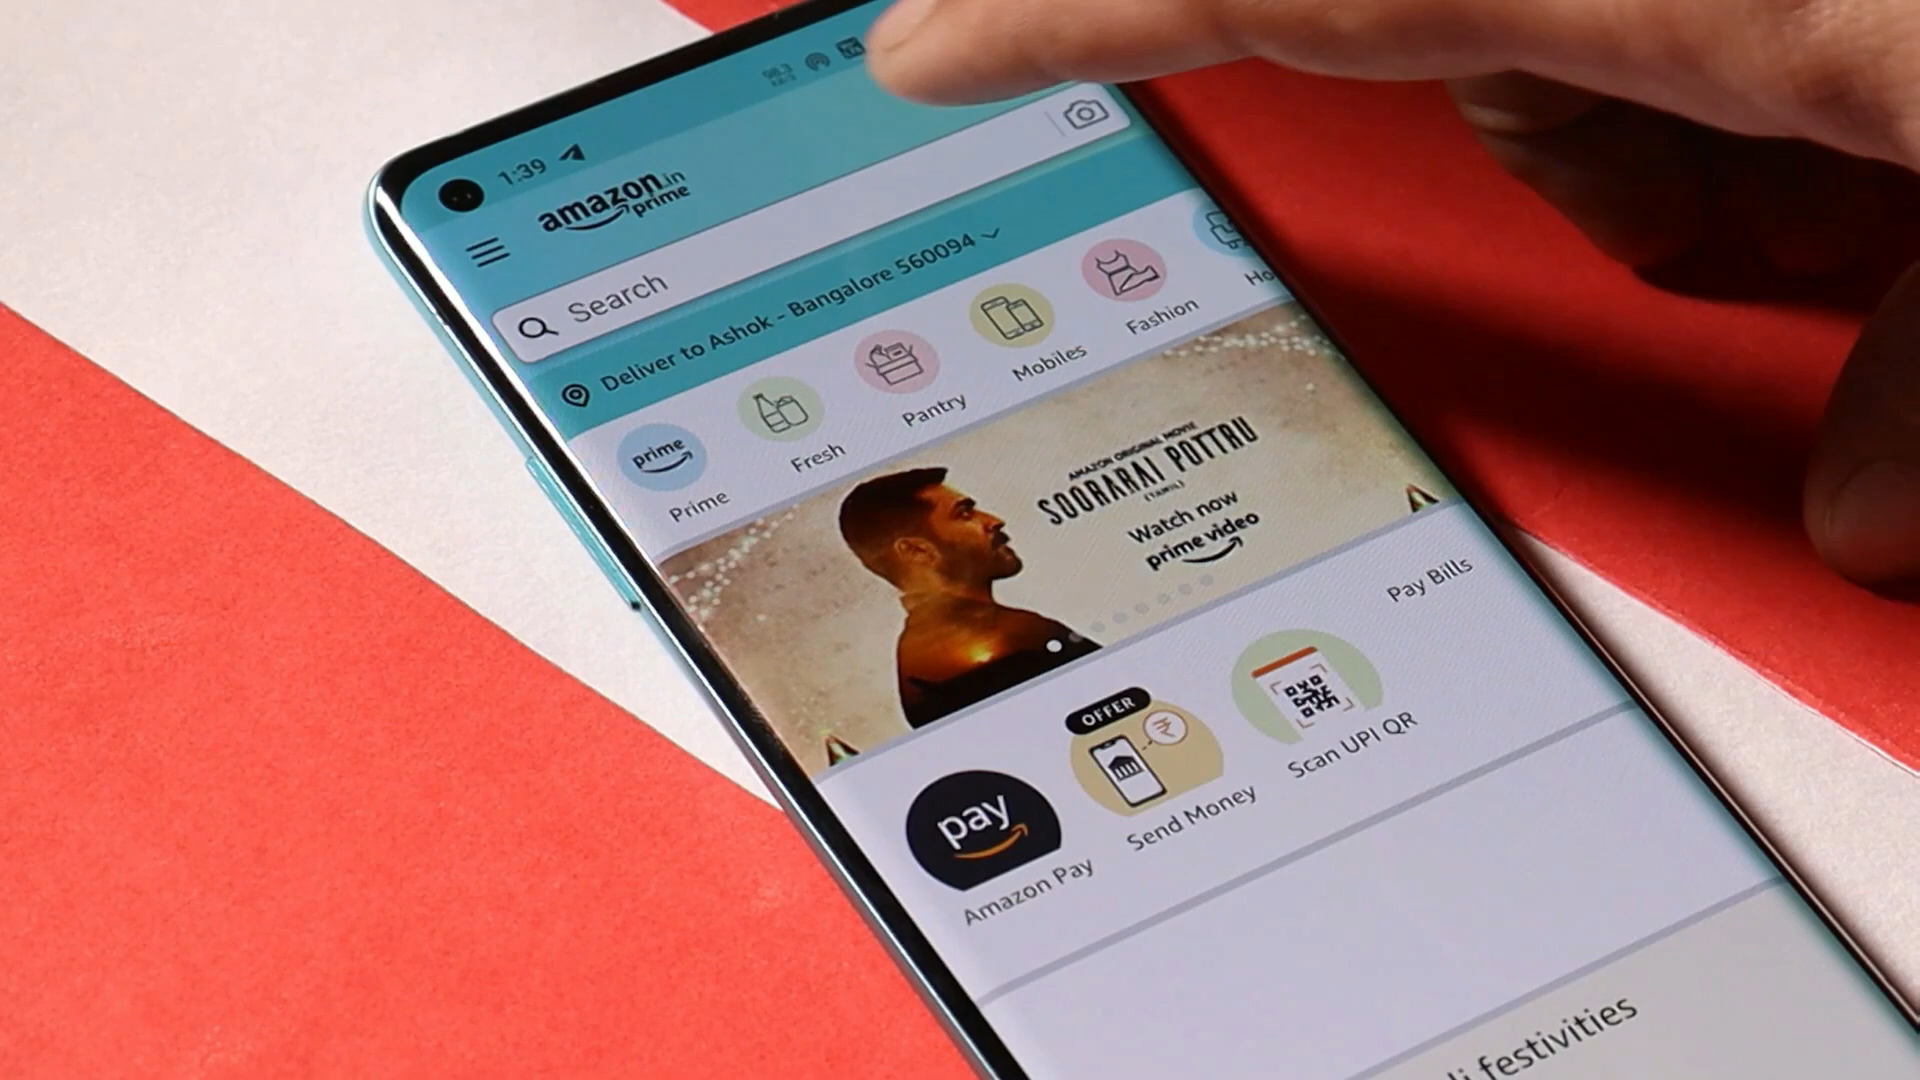 1:39
amazon.in
prime
Search
Deliver to Ashok - Bangalore 560094
prime
Prime
Fresh
Pantry
Mobiles
Fashion
Ho
AMAZON ORIGINAL MOVIE
SOORARAI POTTRU
(TAMIL)
Watch now
prime video
pay
Amazon Pay
OFFER
₹
Send Money
Scan UPI QR
Pay Bills
li festivities